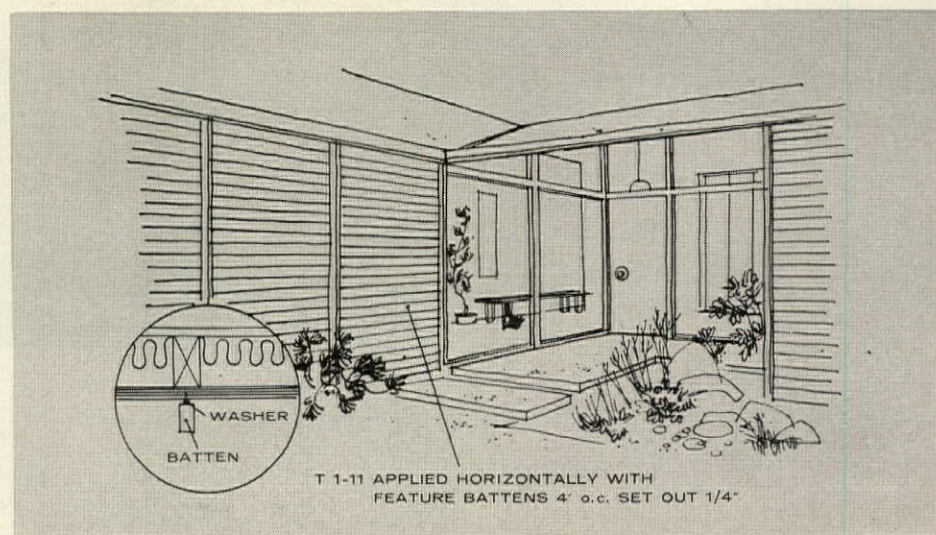 WASHER
BATTEN
T 1-11 APPLIED HORIZONTALLY WITH
FEATURE BATTENS 4' o.c. SET OUT 1/4"